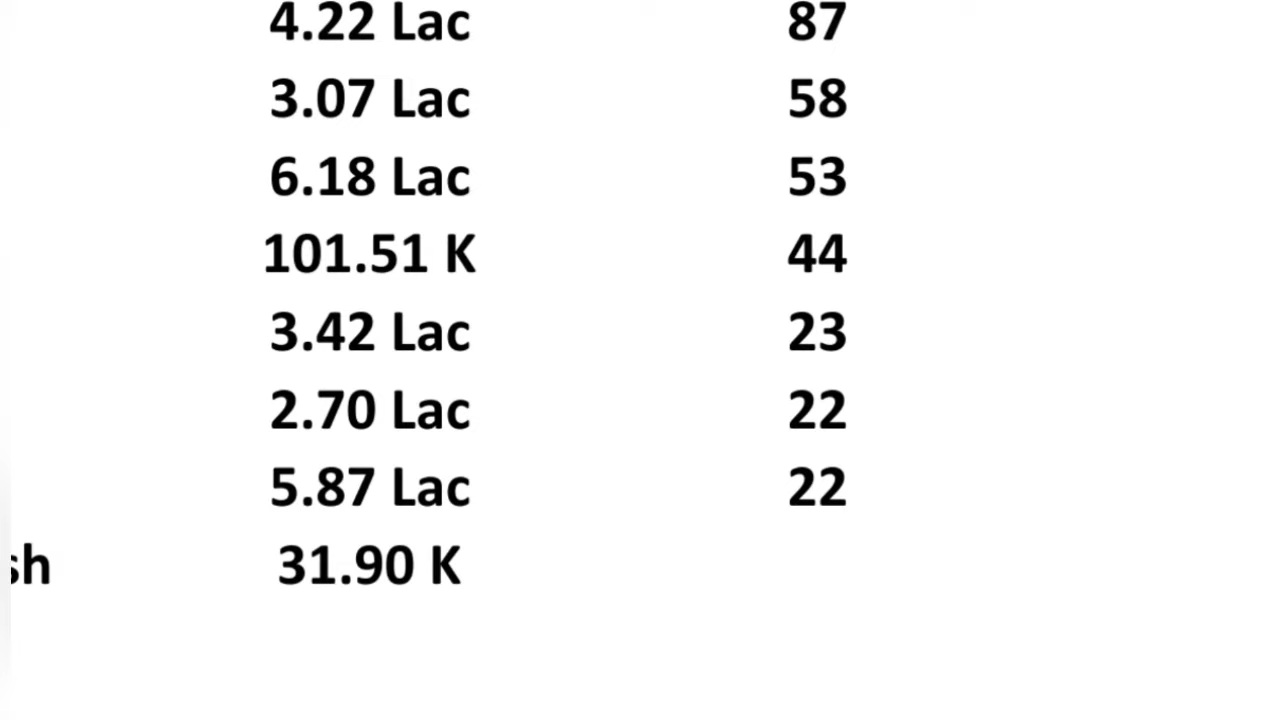 4.22 Lac 87
3.07 Lac 58
6.18 Lac 53
101.51 K 44
3.42 Lac 23
2.70 Lac 22
5.87 Lac 22
sh 31.90 K